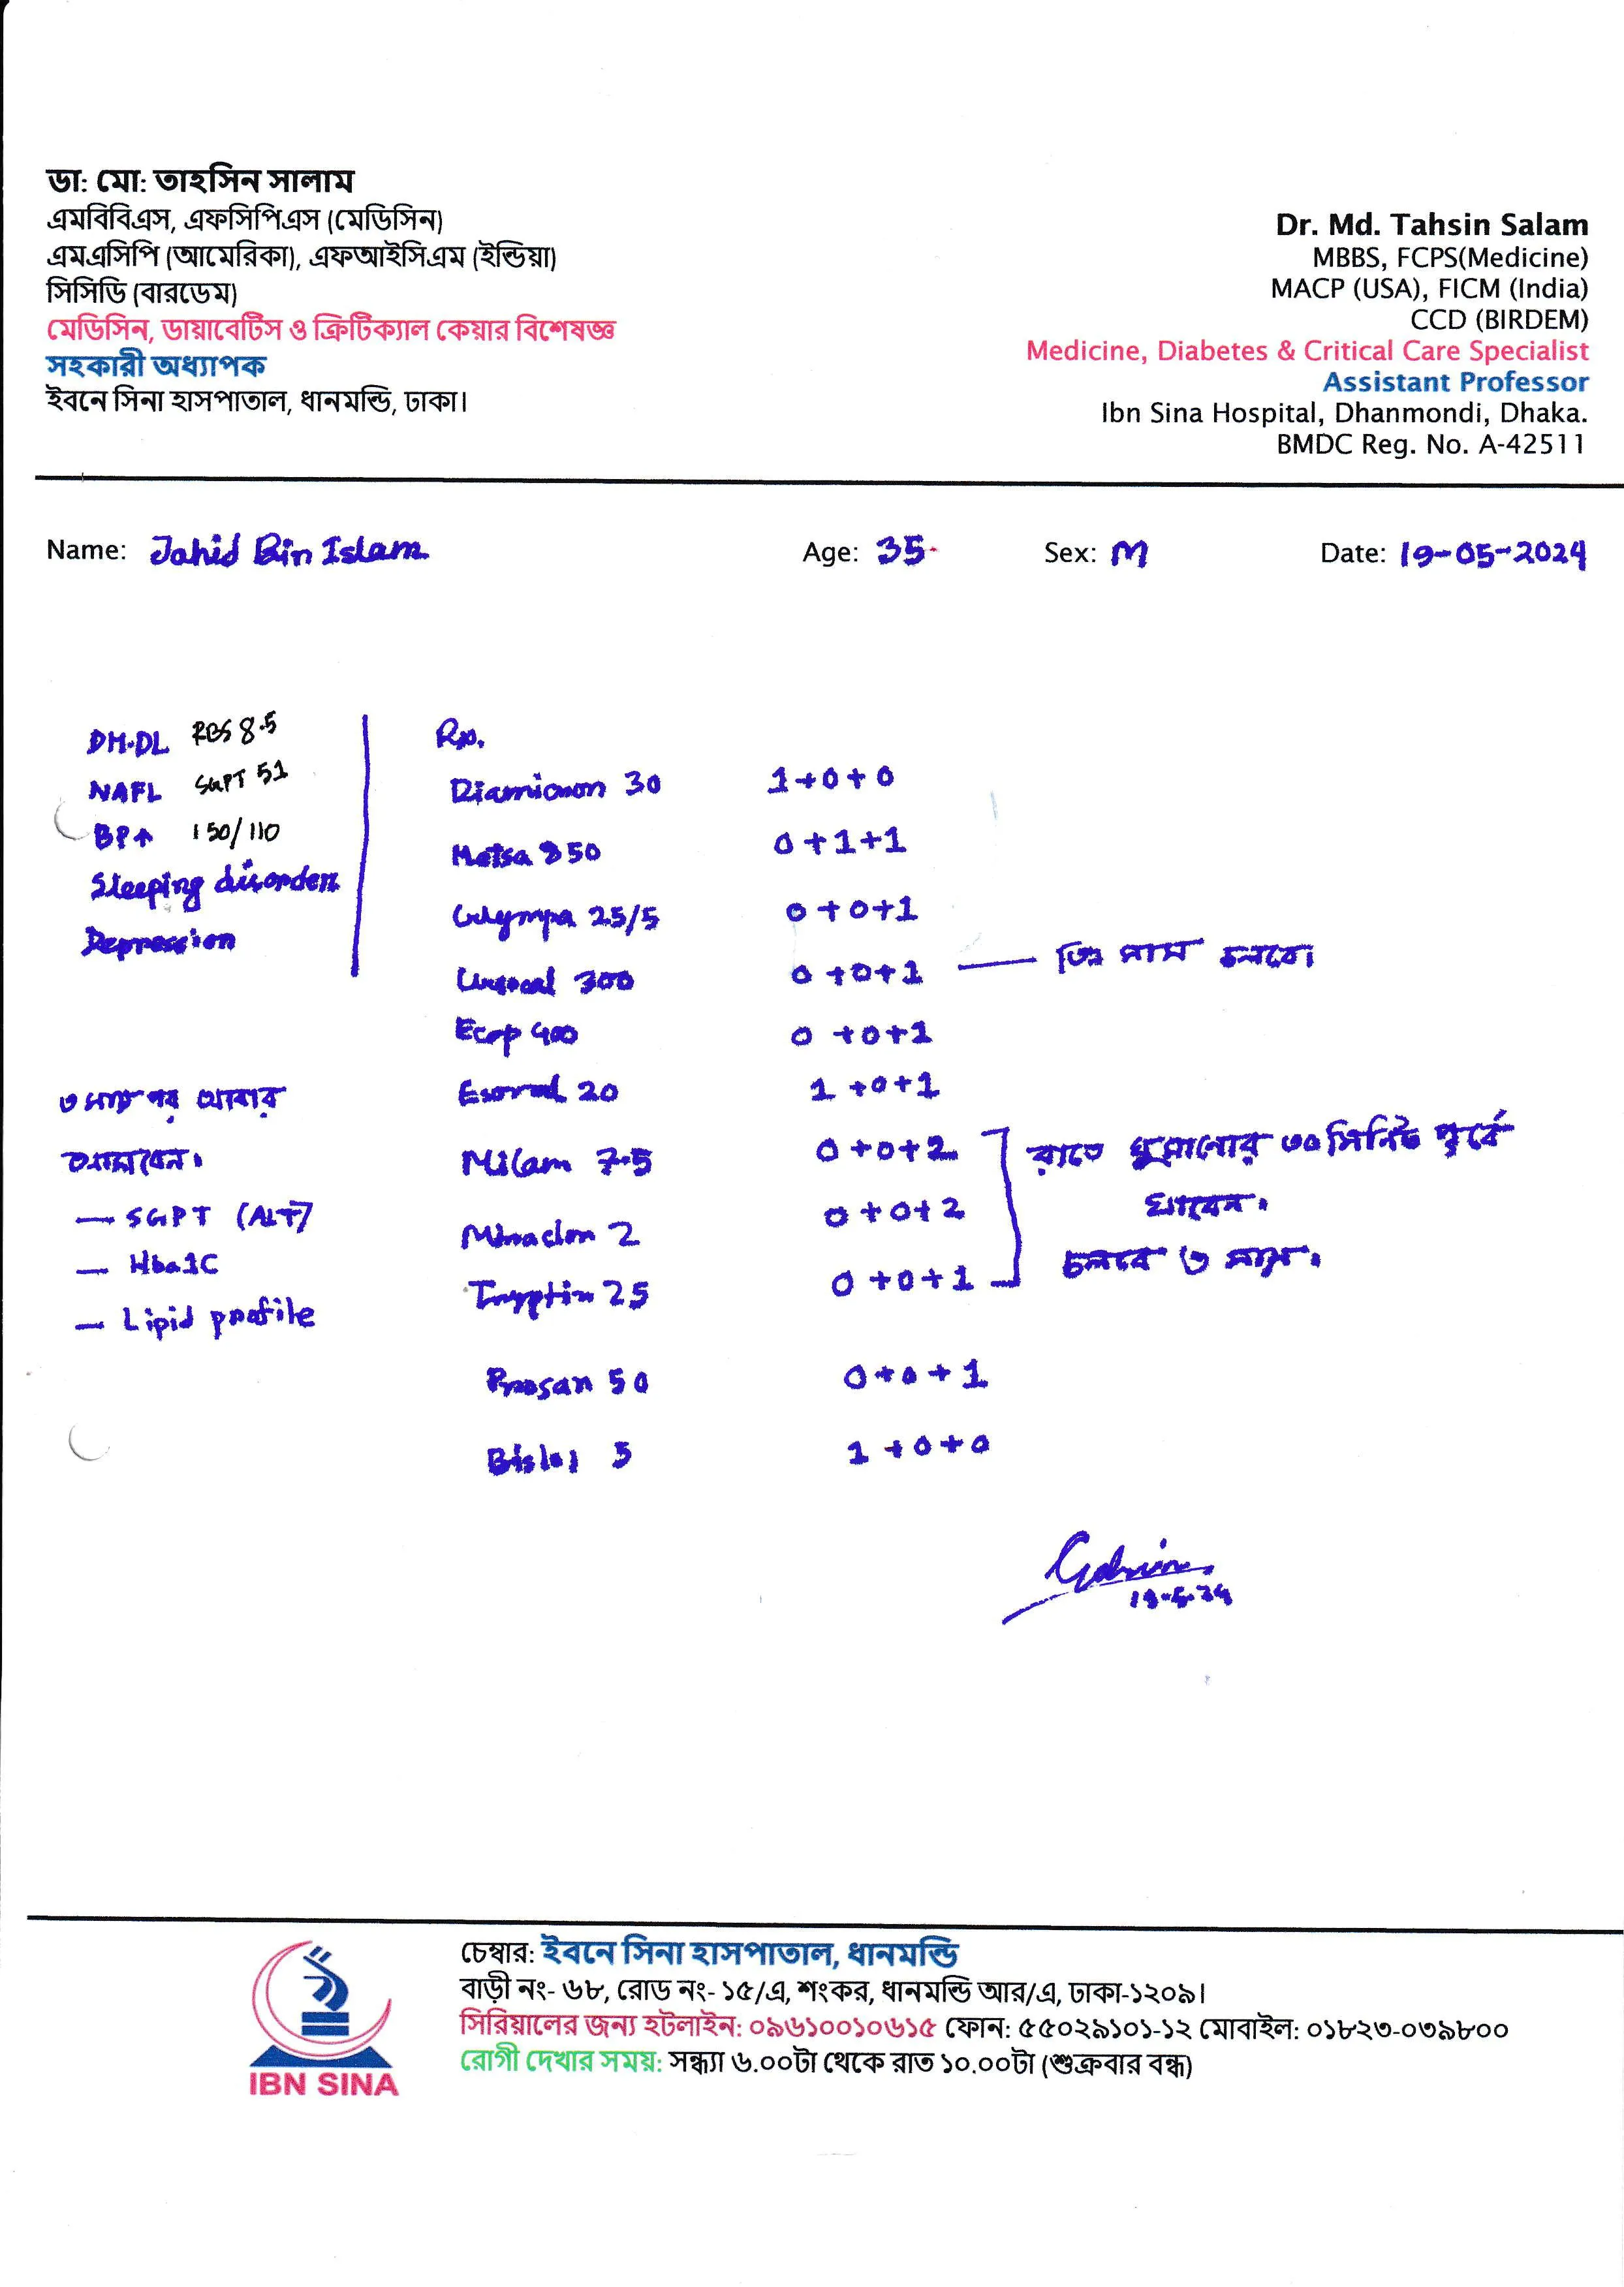 ডা: মো: তাহসিন সালাম
এমবিবিএস, এফসিপিএস (মেডিসিন)
এমএসিপি (আমেরিকা), এফআইসিএম (ইন্ডিয়া)
সিসিডি (বারডেম)
মেডিসিন, ডায়াবেটিস ও ক্রিটিক্যাল কেয়ার বিশেষজ্ঞ
সহকারী অধ্যাপক
ইবনে সিনা হাসপাতাল, ধানমন্ডি, ঢাকা।
Dr. Md. Tahsin Salam
MBBS, FCPS(Medicine)
MACP (USA), FICM (India)
CCD (BIRDEM)
Medicine, Diabetes & Critical Care Specialist
Assistant Professor
Ibn Sina Hospital, Dhanmondi, Dhaka.
BMDC Reg. No. A-42511
Name: Jahid Bin Islam Age: 35 Sex: M Date: 19-05-2024
DM-DL RBS 8.5
NAFL SGPT 51
BP↑ 150/110
Sleeping disorder
Depression
৩ মাস পর আবার
আসবেন।
— SGPT (ALT)
— Hba1C
— Lipid profile
Rx.
Diamicron 30 1+0+0
Metsa 850 0+1+1
25/5 0+0+1
300 0+0+1 — তিন মাস চলবে।
400 0+0+1
20 1+0+1
Milam 7.5 0+0+2
2 0+0+2
Tryptin 25 0+0+1
রাতে ঘুমানোর ৩০ মিনিট পূর্বে
খাবেন।
চলবে ৩ মাস।
Prosan 50 0+0+1
5 1+0+0
19-5-24
IBN SINA
চেম্বার: ইবনে সিনা হাসপাতাল, ধানমন্ডি
বাড়ী নং- ৬৮, রোড নং- ১৫/এ, শংকর, ধানমন্ডি আর/এ, ঢাকা-১২০৯।
সিরিয়ালের জন্য হটলাইন: ০৯৬১০০১০৬১৫ ফোন: ৫৫০২৯১০১-১২ মোবাইল: ০১৮২৩-০৩৯৮০০
রোগী দেখার সময়: সন্ধ্যা ৬.০০টা থেকে রাত ১০.০০টা (শুক্রবার বন্ধ)